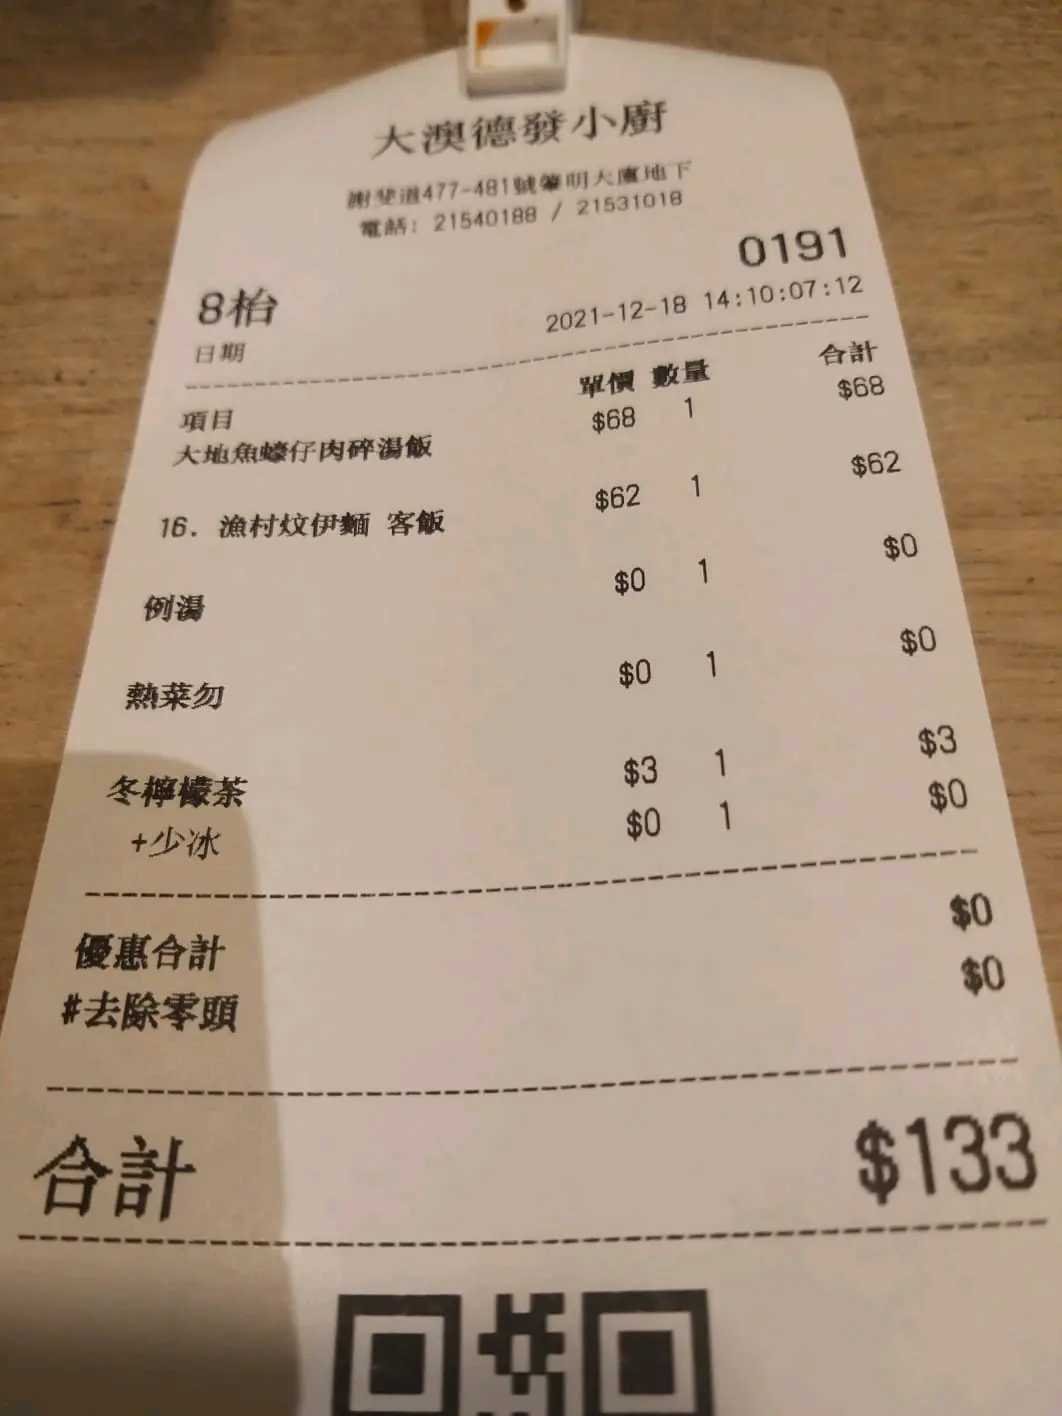 大澳德發小廚
謝斐道477-481號肇明大廈地下
電話: 21540188 / 21531018
0191
8枱
日期 2021-12-18 14:10:07:12
項目 單價 數量 合計
大地魚蠔仔肉碎湯飯 $68 1 $68
16. 漁村炆伊麵 客飯 $62 1 $62
例湯 $0 1 $0
熱菜勿 $0 1 $0
冬檸檬茶 $3 1 $3
+少冰 $0 1 $0
優惠合計 $0
#去除零頭 $0
合計 $133